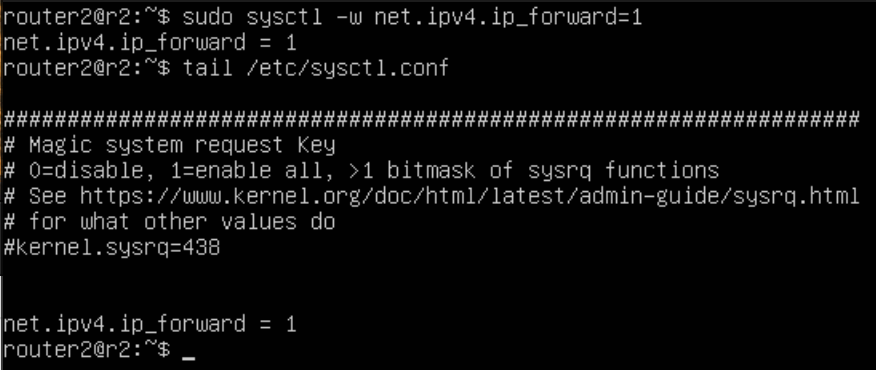 router2@r2:~$ sudo sysctl -w net.ipv4.ip_forward=1
net.ipv4.ip_forward = 1
router2@r2:~$ tail /etc/sysctl.conf
###################################################################
# Magic system request Key
# 0=disable, 1=enable all, >1 bitmask of sysrq functions
# See https://www.kernel.org/doc/html/latest/admin-guide/sysrq.html
# for what other values do
#kernel.sysrq=438
net.ipv4.ip_forward = 1
router2@r2:~$ _